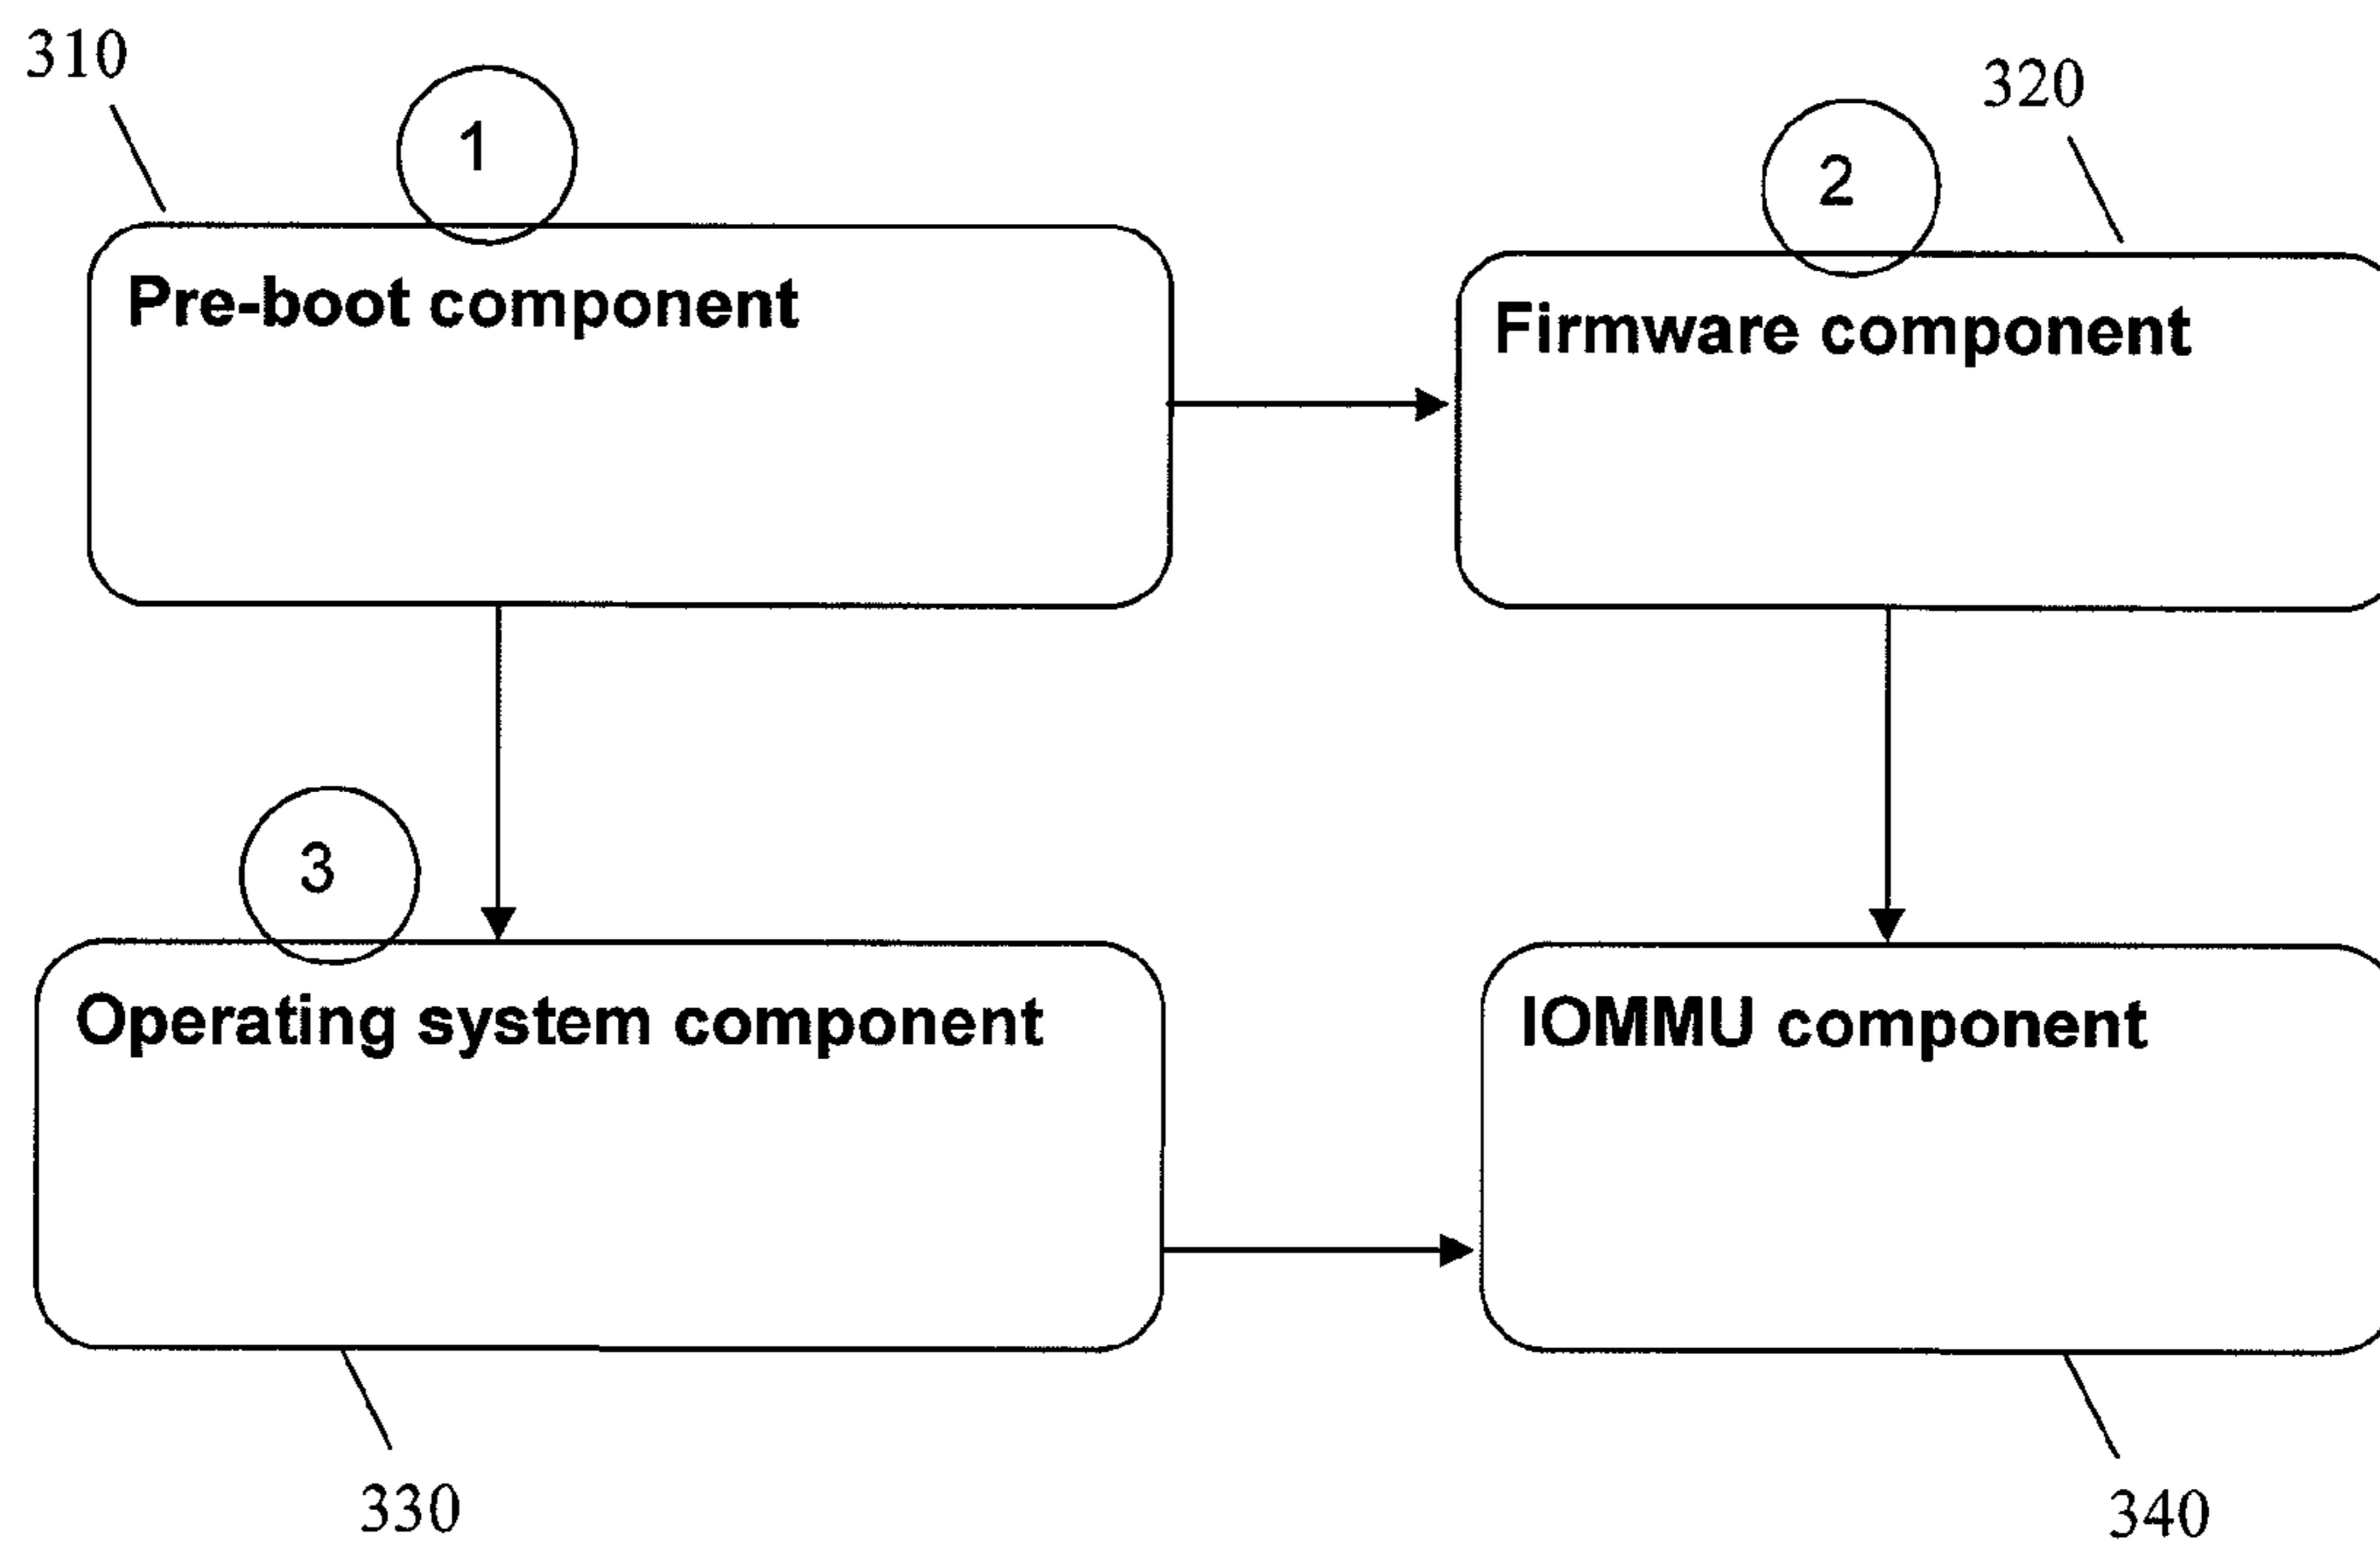 310
1
320
2
Pre-boot component
Firmware component
3
Operating system component
IOMMU component
330
340